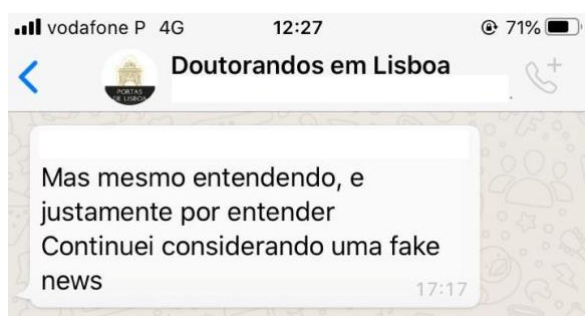 vodafone P 4G 12:27 71%
Doutorandos em Lisboa
PORTAS
DE LISBOA
Mas mesmo entendendo, e
justamente por entender
Continuei considerando uma fake
news
17:17